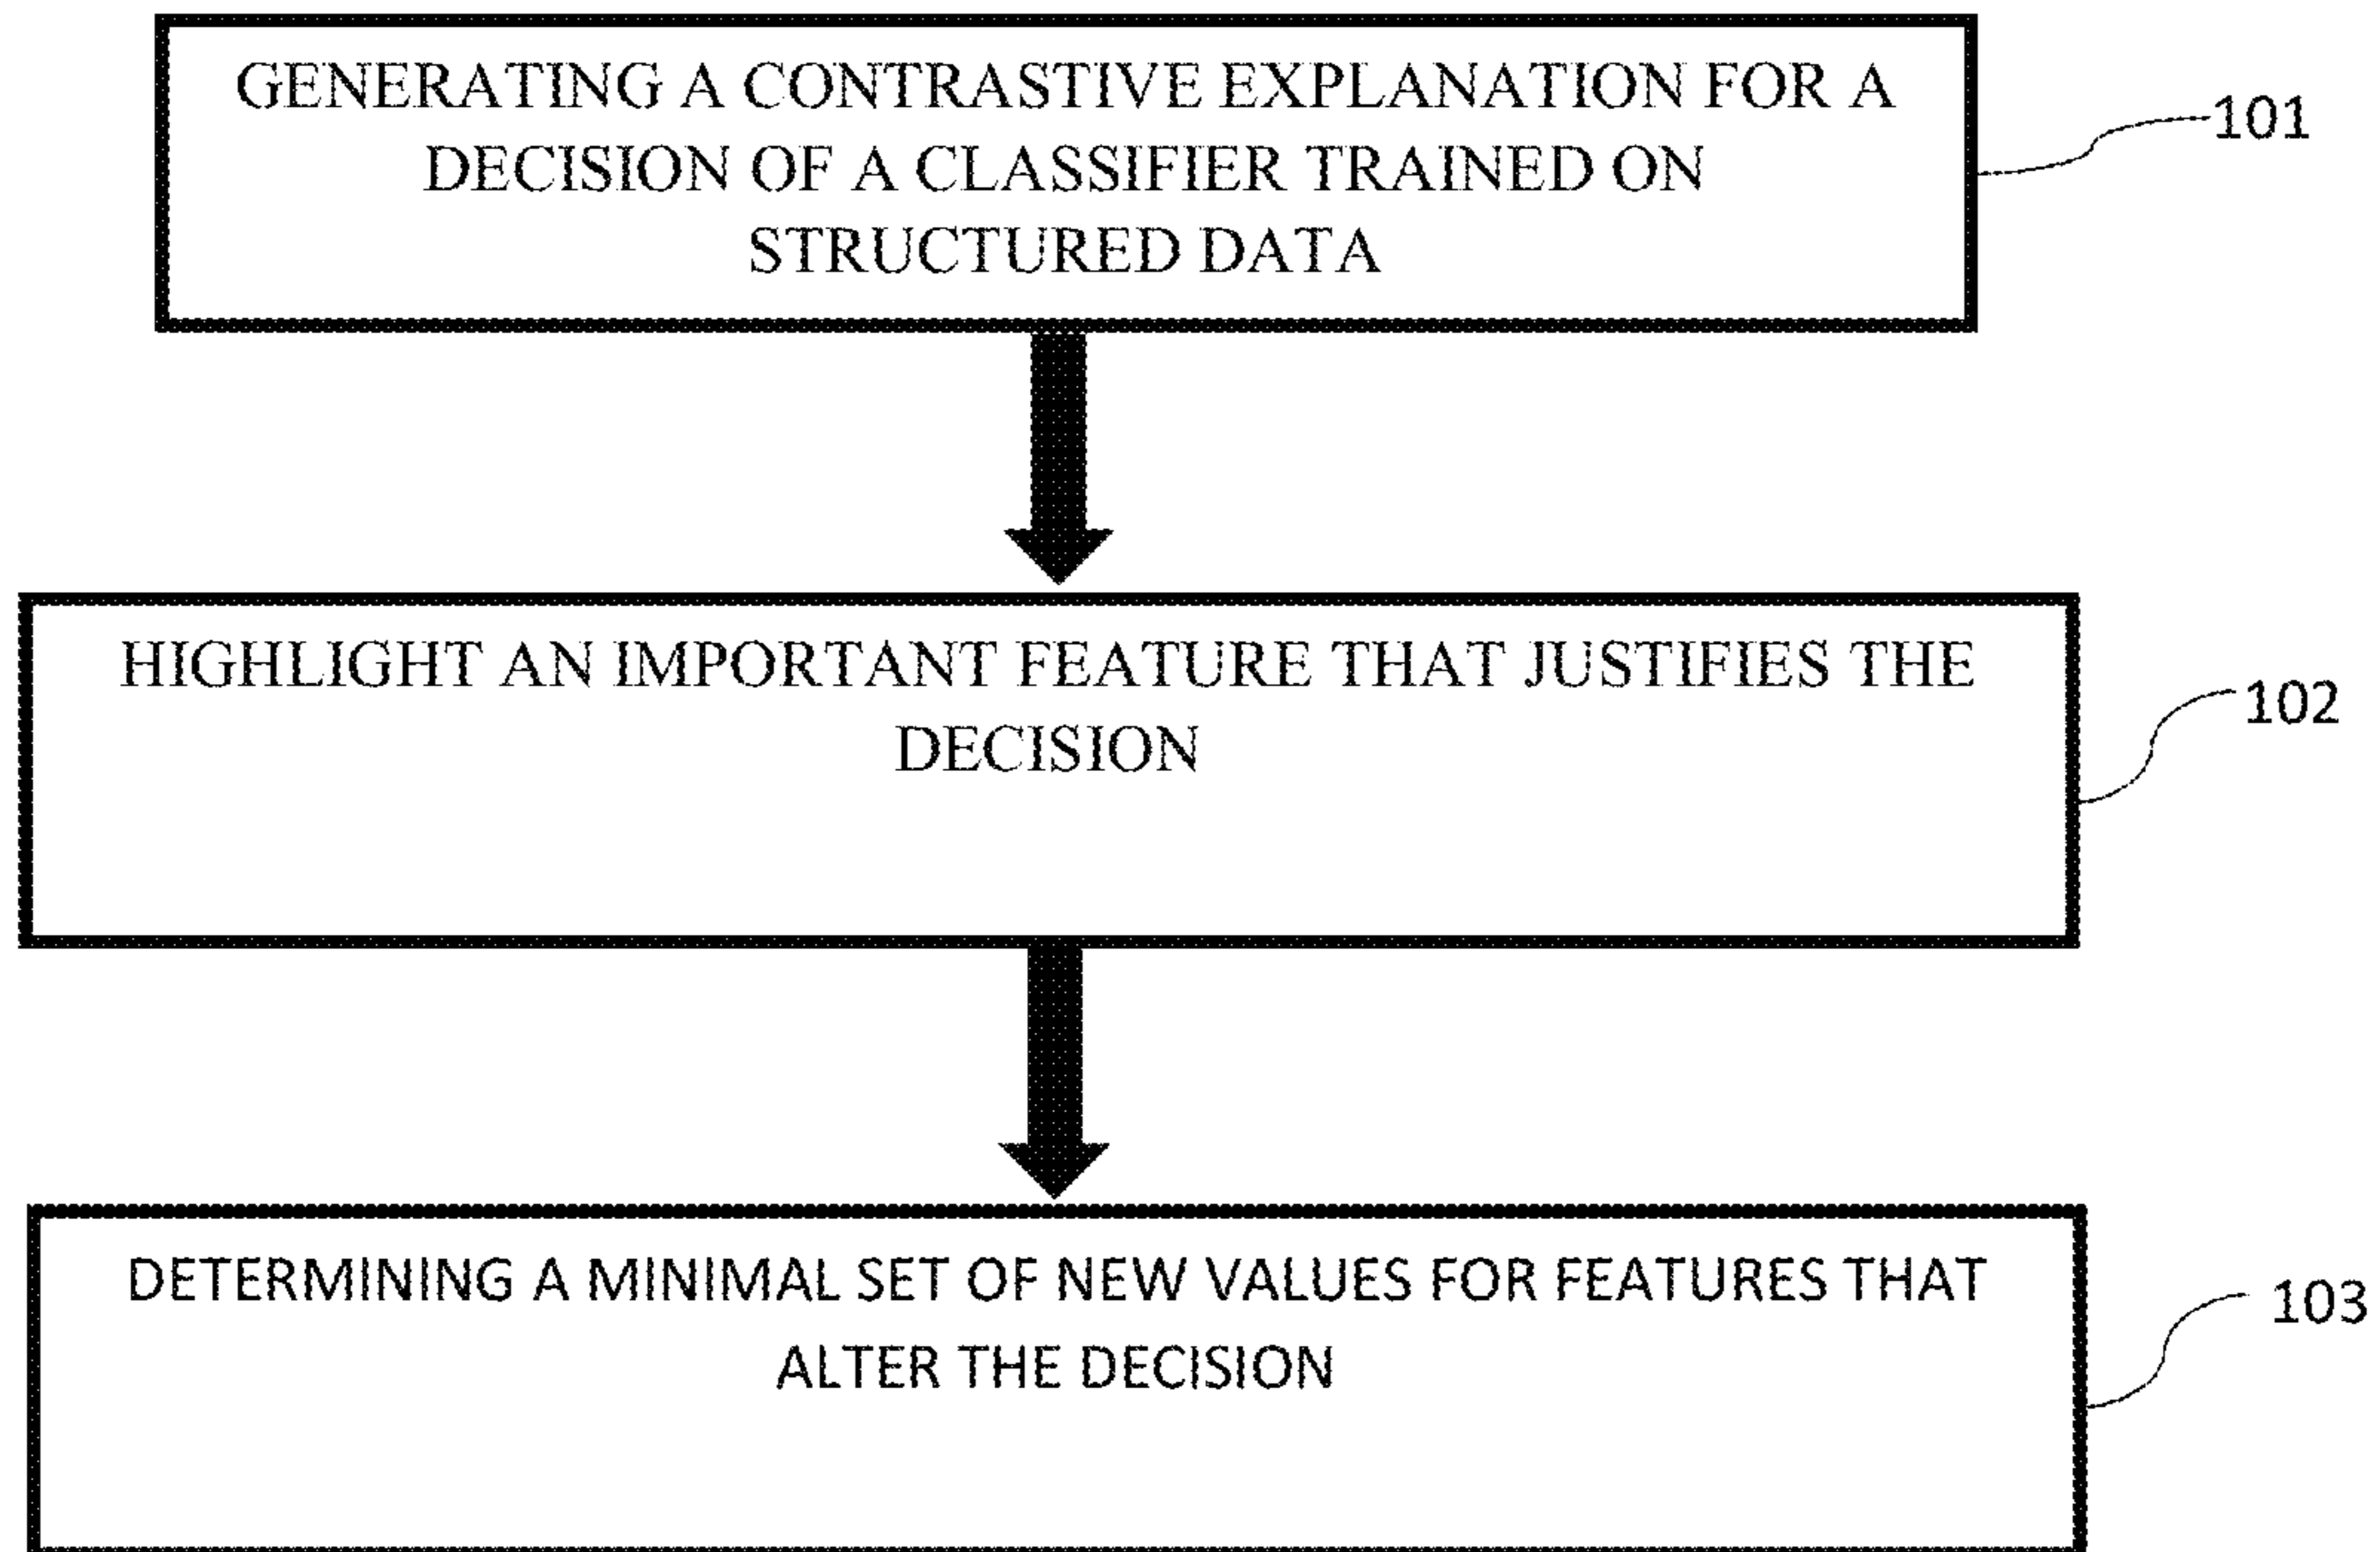 GENERATING A CONTRASTIVE EXPLANATION FOR A
DECISION OF A CLASSIFIER TRAINED ON
STRUCTURED DATA
101
HIGHLIGHT AN IMPORTANT FEATURE THAT JUSTIFIES THE
DECISION
102
DETERMINING A MINIMAL SET OF NEW VALUES FOR FEATURES THAT
ALTER THE DECISION
103